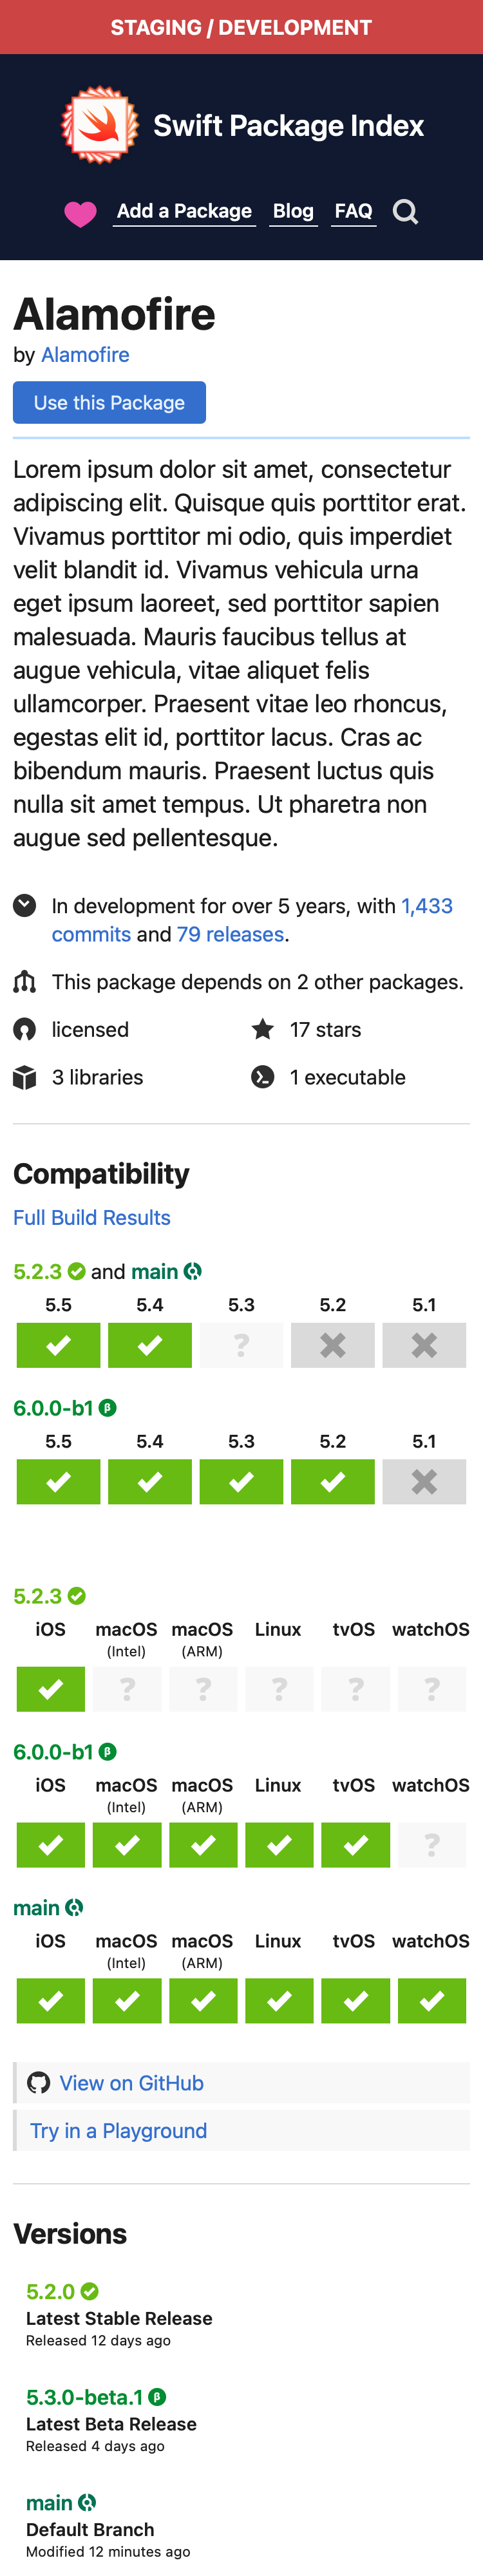 STAGING / DEVELOPMENT
Swift Package Index
Add a Package Blog FAQ
Alamofire
by Alamofire
Use this Package
Lorem ipsum dolor sit amet, consectetur
adipiscing elit. Quisque quis porttitor erat.
Vivamus porttitor mi odio, quis imperdiet
velit blandit id. Vivamus vehicula urna
eget ipsum laoreet, sed porttitor sapien
malesuada. Mauris faucibus tellus at
augue vehicula, vitae aliquet felis
ullamcorper. Praesent vitae leo rhoncus,
egestas elit id, porttitor lacus. Cras ac
bibendum mauris. Praesent luctus quis
nulla sit amet tempus. Ut pharetra non
augue sed pellentesque.
In development for over 5 years, with 1,433
commits and 79 releases.
This package depends on 2 other packages.
licensed 17 stars
3 libraries 1 executable
Compatibility
Full Build Results
5.2.3 and main
5.5 5.4 5.3 5.2 5.1
?
6.0.0-b1 β
5.5 5.4 5.3 5.2 5.1
5.2.3
iOS macOS macOS Linux tvOS watchOS
(Intel) (ARM)
? ? ? ? ?
6.0.0-b1 β
iOS macOS macOS Linux tvOS watchOS
(Intel) (ARM)
?
main
iOS macOS macOS Linux tvOS watchOS
(Intel) (ARM)
View on GitHub
Try in a Playground
Versions
5.2.0
Latest Stable Release
Released 12 days ago
5.3.0-beta.1 β
Latest Beta Release
Released 4 days ago
main
Default Branch
Modified 12 minutes ago